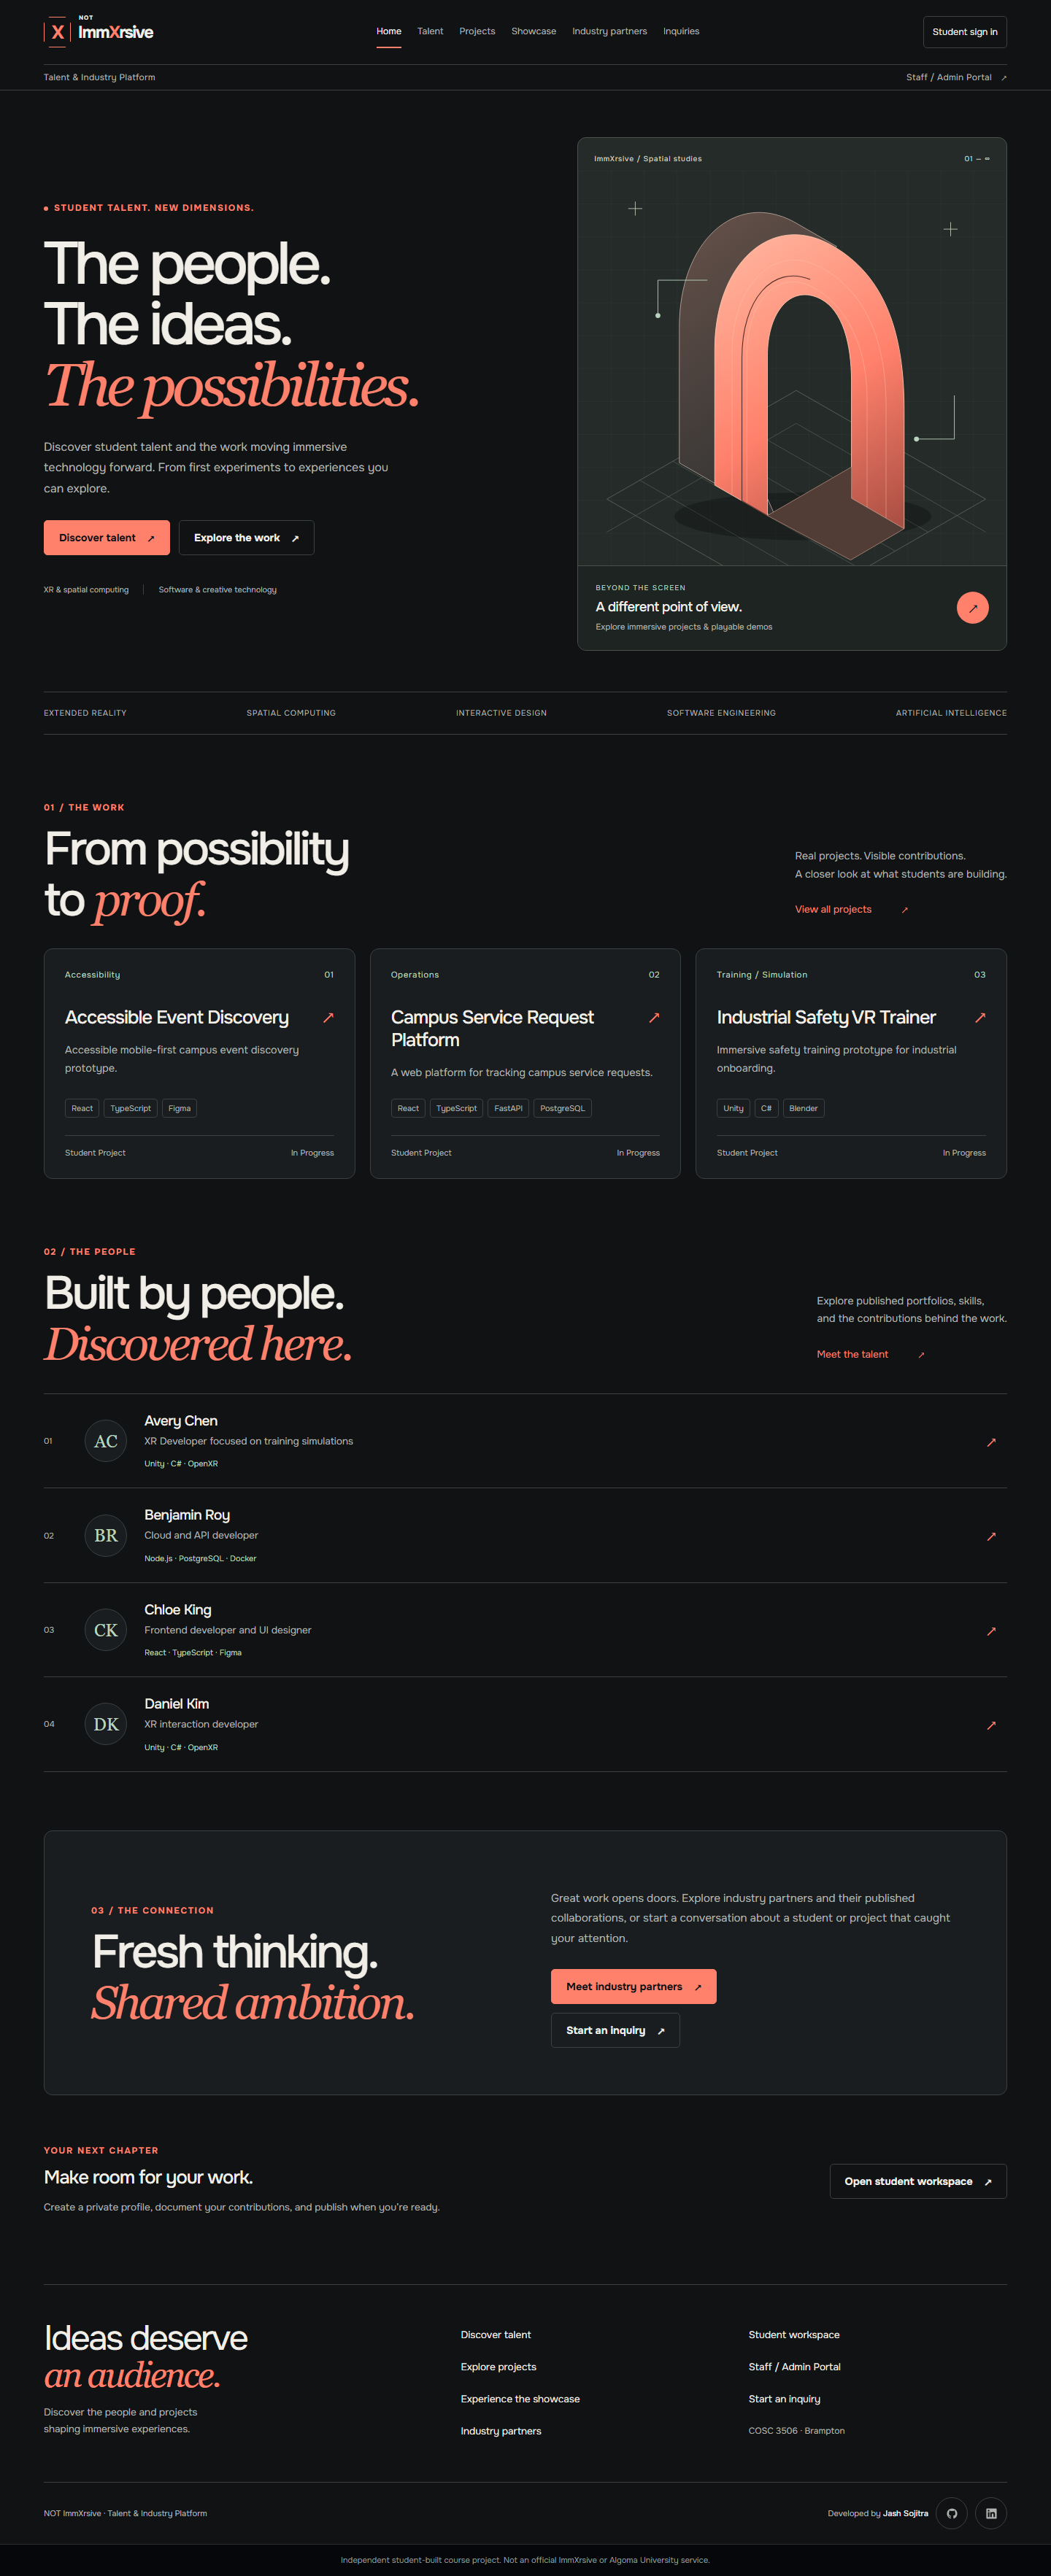 X
NOT
ImmXrsive
Home Talent Projects Showcase Industry partners Inquiries
Student sign in
Talent & Industry Platform
Staff / Admin Portal ↗
STUDENT TALENT. NEW DIMENSIONS.
The people.
The ideas.
The possibilities.
Discover student talent and the work moving immersive
technology forward. From first experiments to experiences you
can explore.
Discover talent ↗
Explore the work ↗
XR & spatial computing
Software & creative technology
ImmXrsive / Spatial studies
01 — ∞
BEYOND THE SCREEN
A different point of view.
Explore immersive projects & playable demos
↗
EXTENDED REALITY
SPATIAL COMPUTING
INTERACTIVE DESIGN
SOFTWARE ENGINEERING
ARTIFICIAL INTELLIGENCE
01 / THE WORK
From possibility
to proof.
Real projects. Visible contributions.
A closer look at what students are building.
View all projects ↗
Accessibility 01
Accessible Event Discovery ↗
Accessible mobile-first campus event discovery
prototype.
React TypeScript Figma
Student Project In Progress
Operations 02
Campus Service Request ↗
Platform
A web platform for tracking campus service requests.
React TypeScript FastAPI PostgreSQL
Student Project In Progress
Training / Simulation 03
Industrial Safety VR Trainer ↗
Immersive safety training prototype for industrial
onboarding.
Unity C# Blender
Student Project In Progress
02 / THE PEOPLE
Built by people.
Discovered here.
Explore published portfolios, skills,
and the contributions behind the work.
Meet the talent ↗
01
AC
Avery Chen
XR Developer focused on training simulations
Unity · C# · OpenXR
↗
02
BR
Benjamin Roy
Cloud and API developer
Node.js · PostgreSQL · Docker
↗
03
CK
Chloe King
Frontend developer and UI designer
React · TypeScript · Figma
↗
04
DK
Daniel Kim
XR interaction developer
Unity · C# · OpenXR
↗
03 / THE CONNECTION
Fresh thinking.
Shared ambition.
Great work opens doors. Explore industry partners and their published
collaborations, or start a conversation about a student or project that caught
your attention.
Meet industry partners ↗
Start an inquiry ↗
YOUR NEXT CHAPTER
Make room for your work.
Create a private profile, document your contributions, and publish when you're ready.
Open student workspace ↗
Ideas deserve
an audience.
Discover the people and projects
shaping immersive experiences.
Discover talent
Explore projects
Experience the showcase
Industry partners
Student workspace
Staff / Admin Portal
Start an inquiry
COSC 3506 · Brampton
NOT ImmXrsive · Talent & Industry Platform
Developed by Jash Sojitra
Independent student-built course project. Not an official ImmXrsive or Algoma University service.